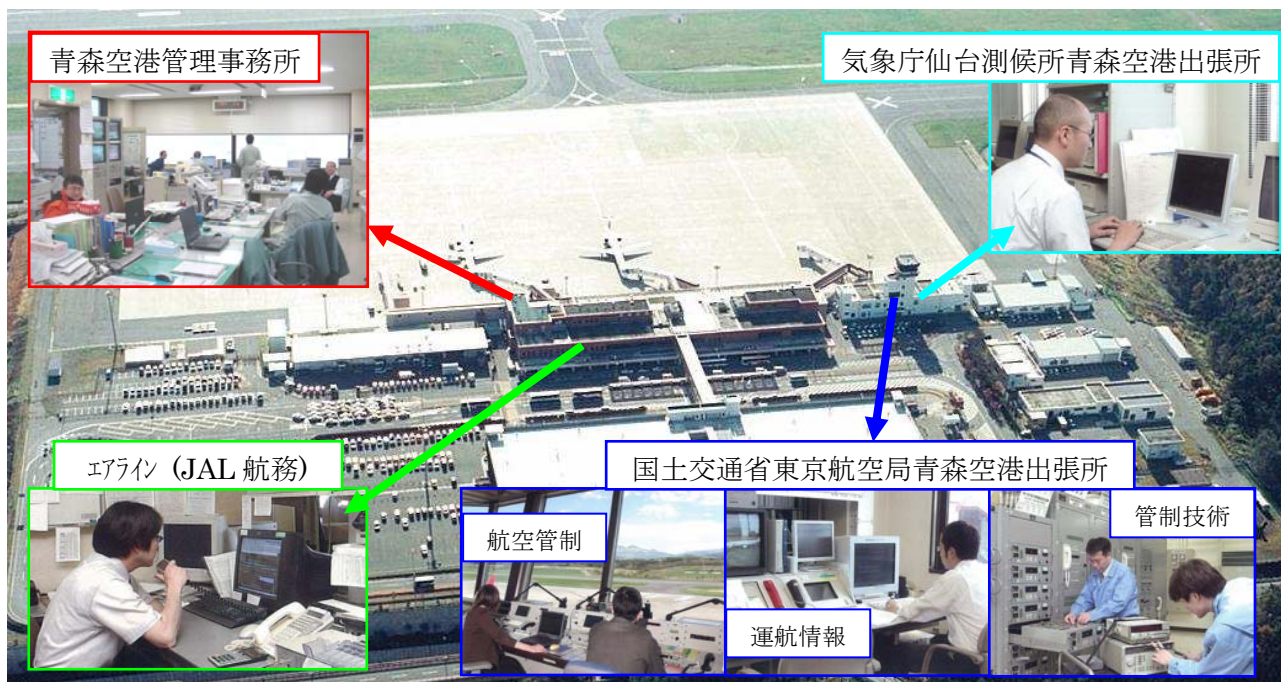 青森空港管理事務所
気象庁仙台測候所青森空港出張所
エアライン (JAL 航務)
国土交通省東京航空局青森空港出張所
航空管制
運航情報
管制技術